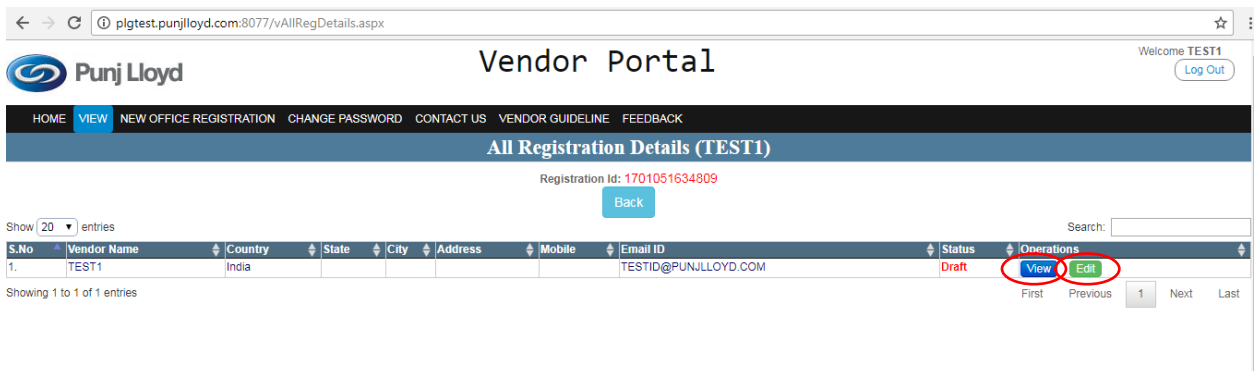 plgtest.punjlloyd.com:8077/vAllRegDetails.aspx
Punj Lloyd
Vendor Portal
Welcome TEST1
Log Out
HOME VIEW NEW OFFICE REGISTRATION CHANGE PASSWORD CONTACT US VENDOR GUIDELINE FEEDBACK
All Registration Details (TEST1)
Registration Id: 1701051634809
Back
Show 20 entries
Search:
S.No Vendor Name Country State City Address Mobile Email ID Status Operations
1. TEST1 India TESTID@PUNJLLOYD.COM Draft View Edit
Showing 1 to 1 of 1 entries
First Previous 1 Next Last